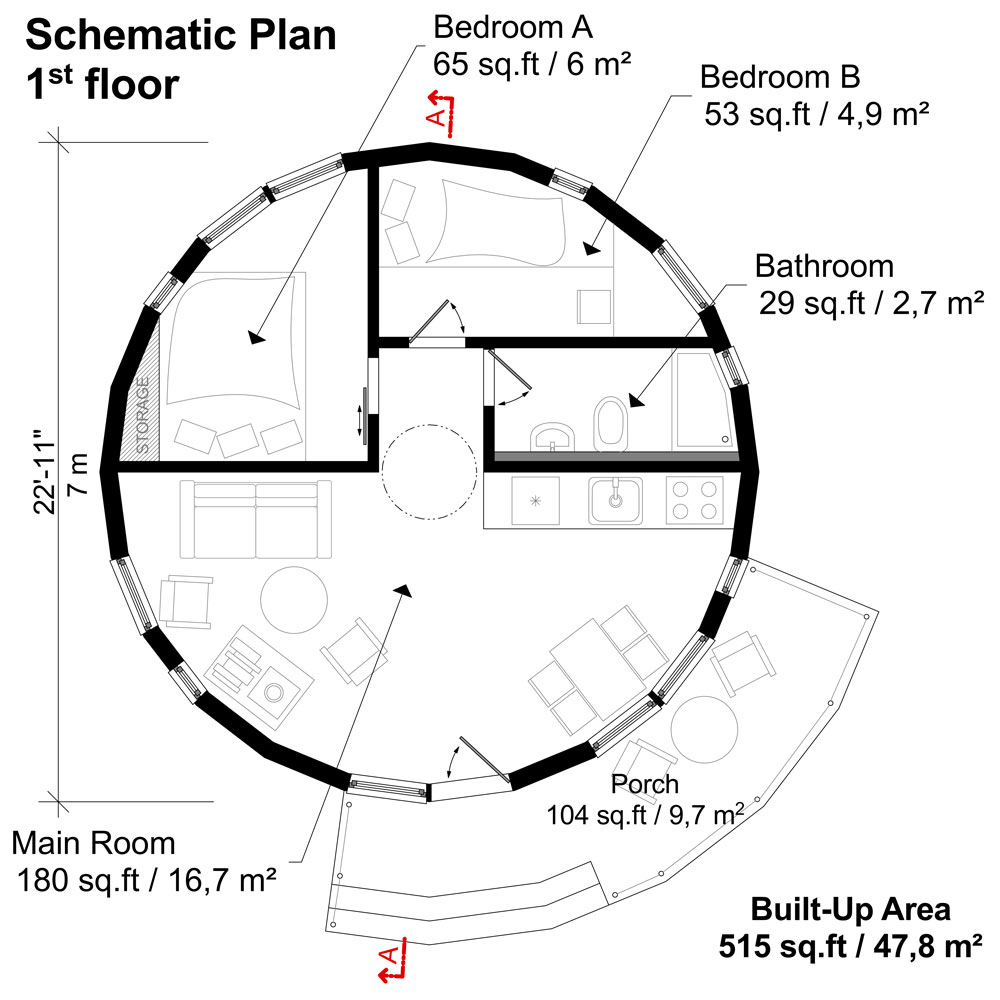 Schematic Plan
1st floor
Bedroom A
65 sq.ft / 6 m²
Bedroom B
53 sq.ft / 4,9 m²
A
Bathroom
29 sq.ft / 2,7 m²
STORAGE
22'-11"
7 m
Porch
104 sq.ft / 9,7 m²
Main Room
180 sq.ft / 16,7 m²
A
Built-Up Area
515 sq.ft / 47,8 m²